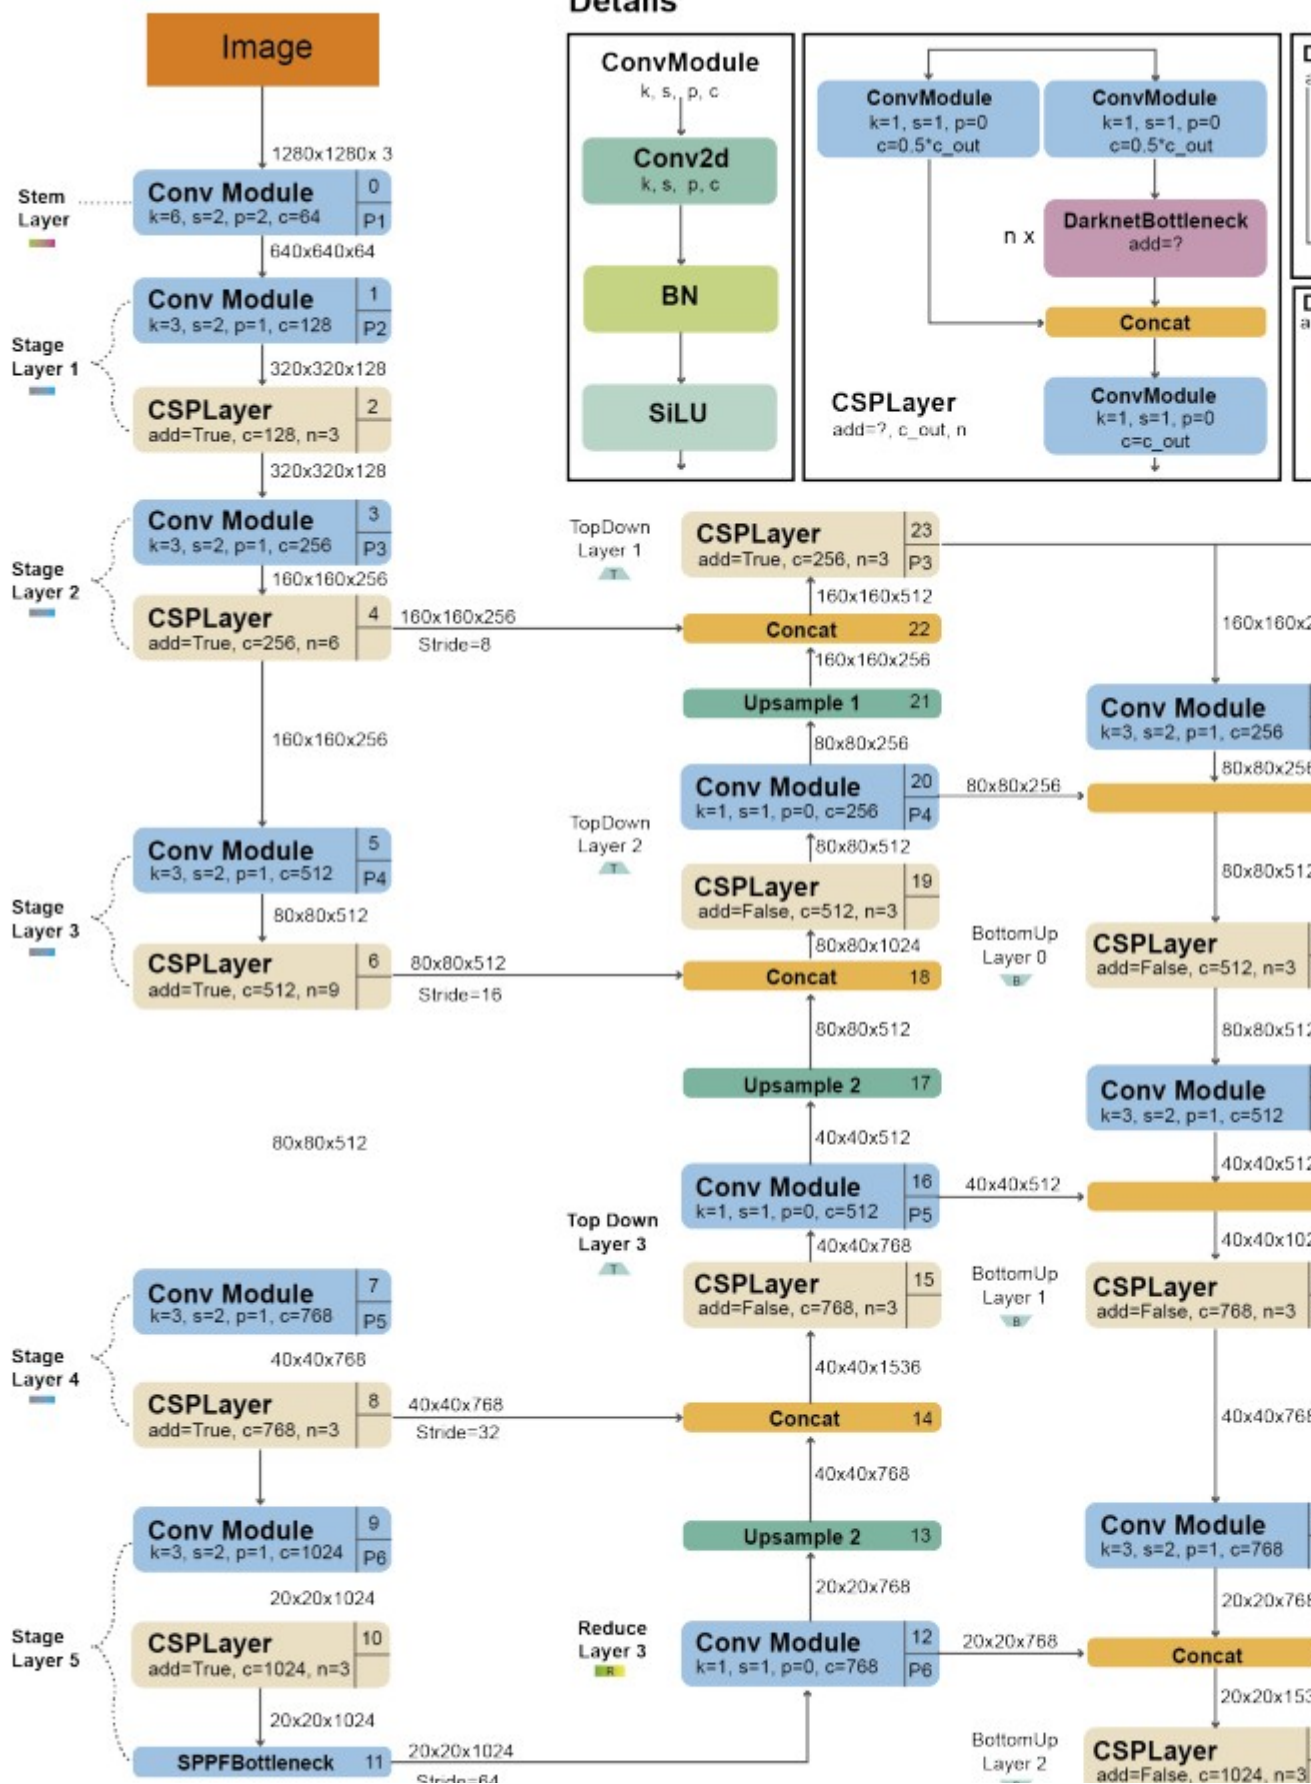 Details
Image
1280x1280x 3
Stem
Layer
Conv Module
k=6, s=2, p=2, c=64
0
P1
640x640x64
Stage
Layer 1
Conv Module
k=3, s=2, p=1, c=128
1
P2
320x320x128
CSPLayer
add=True, c=128, n=3
2
320x320x128
Stage
Layer 2
Conv Module
k=3, s=2, p=1, c=256
3
P3
160x160x256
CSPLayer
add=True, c=256, n=6
4
160x160x256
Stride=8
160x160x256
Stage
Layer 3
Conv Module
k=3, s=2, p=1, c=512
5
P4
80x80x512
CSPLayer
add=True, c=512, n=9
6
80x80x512
Stride=16
80x80x512
Stage
Layer 4
Conv Module
k=3, s=2, p=1, c=768
7
P5
40x40x768
CSPLayer
add=True, c=768, n=3
8
40x40x768
Stride=32
Stage
Layer 5
Conv Module
k=3, s=2, p=1, c=1024
9
P6
20x20x1024
CSPLayer
add=True, c=1024, n=3
10
20x20x1024
SPPFBottleneck 11
20x20x1024
Stride=64
ConvModule
k, s, p, c
Conv2d
k, s, p, c
BN
SiLU
ConvModule
k=1, s=1, p=0
c=0.5*c_out
ConvModule
k=1, s=1, p=0
c=0.5*c_out
n x
DarknetBottleneck
add=?
Concat
CSPLayer
add=?, c_out, n
ConvModule
k=1, s=1, p=0
c=c_out
TopDown
Layer 1
T
CSPLayer
add=True, c=256, n=3
23
P3
160x160x512
Concat 22
160x160x256
Upsample 1 21
80x80x256
TopDown
Layer 2
T
Conv Module
k=1, s=1, p=0, c=256
20
P4
80x80x256
80x80x512
CSPLayer
add=False, c=512, n=3
19
80x80x1024
Concat 18
80x80x512
Upsample 2 17
40x40x512
Top Down
Layer 3
T
Conv Module
k=1, s=1, p=0, c=512
16
P5
40x40x512
40x40x768
CSPLayer
add=False, c=768, n=3
15
40x40x1536
Concat 14
40x40x768
Upsample 2 13
20x20x768
Reduce
Layer 3
R
Conv Module
k=1, s=1, p=0, c=768
12
P6
20x20x768
160x160x2
Conv Module
k=3, s=2, p=1, c=256
80x80x256
80x80x512
BottomUp
Layer 0
B
CSPLayer
add=False, c=512, n=3
80x80x512
Conv Module
k=3, s=2, p=1, c=512
40x40x512
40x40x102
BottomUp
Layer 1
B
CSPLayer
add=False, c=768, n=3
40x40x768
Conv Module
k=3, s=2, p=1, c=768
20x20x768
Concat
20x20x153
BottomUp
Layer 2
CSPLayer
add=False, c=1024, n=3